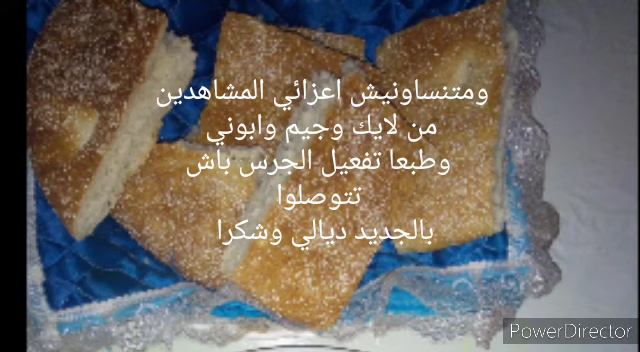 ومتنساونيش اعزائي المشاهدين
من لايك وجيم وابوني
وطبعا تفعيل الجرس باش
تتوصلوا
بالجديد ديالي وشكرا
PowerDirector